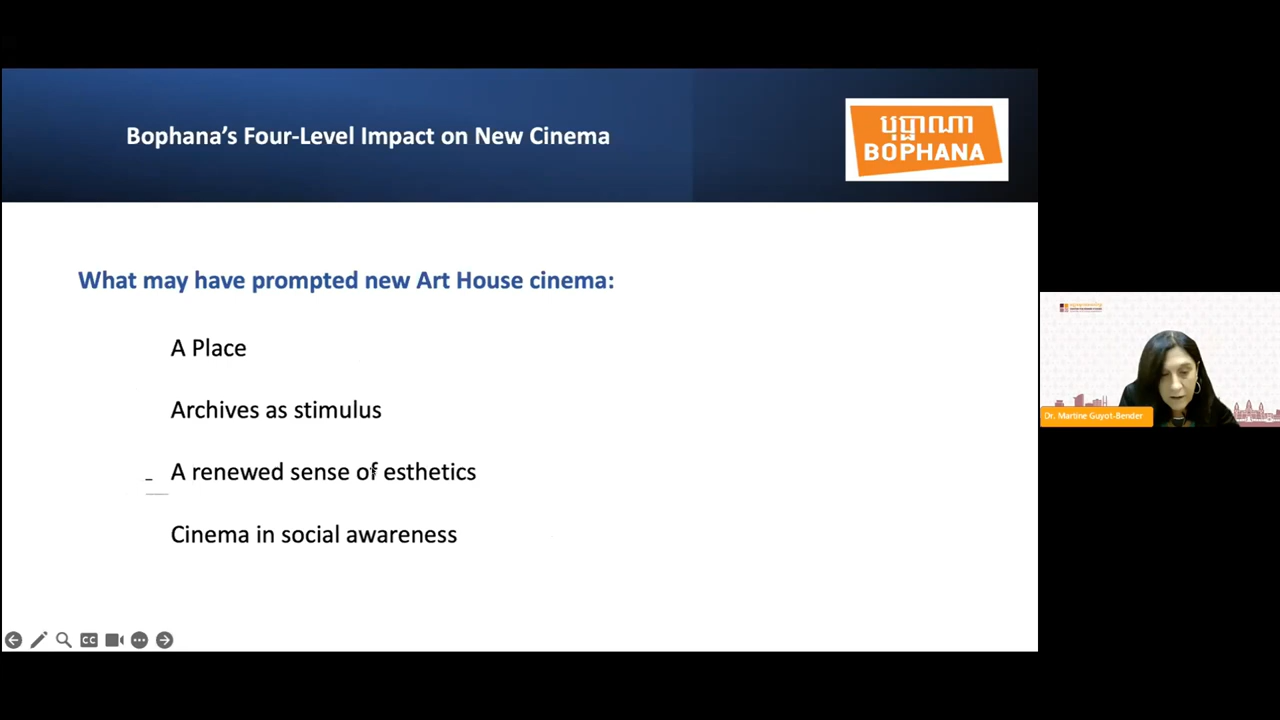 Bophana’s Four-Level Impact on New Cinema
បុប្ផាណា
BOPHANA
What may have prompted new Art House cinema:
A Place
Archives as stimulus
A renewed sense of esthetics
Cinema in social awareness
CC
Dr. Martine Guyot-Bender